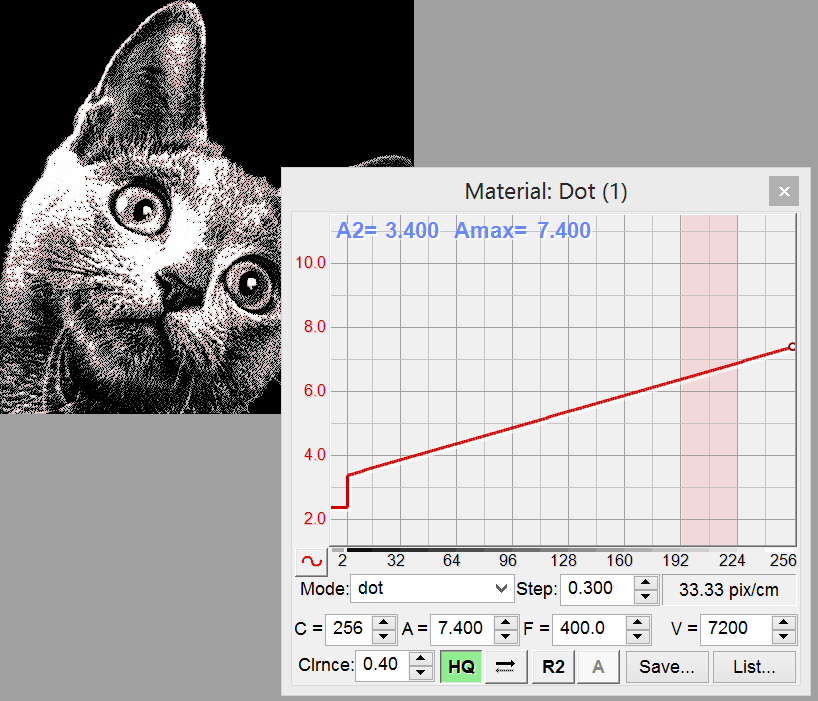 Material: Dot (1)
×
A2= 3.400 Amax= 7.400
10.0
8.0
6.0
4.0
2.0
2 32 64 96 128 160 192 224 256
Mode: dot Step: 0.300 33.33 pix/cm
C = 256 A = 7.400 F = 400.0 V = 7200
Clrnce: 0.40 HQ R2 A Save... List...